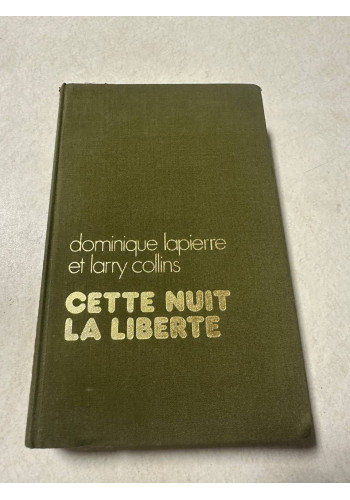 dominique lapierre
et larry collins
CETTE NUIT
LA LIBERTE